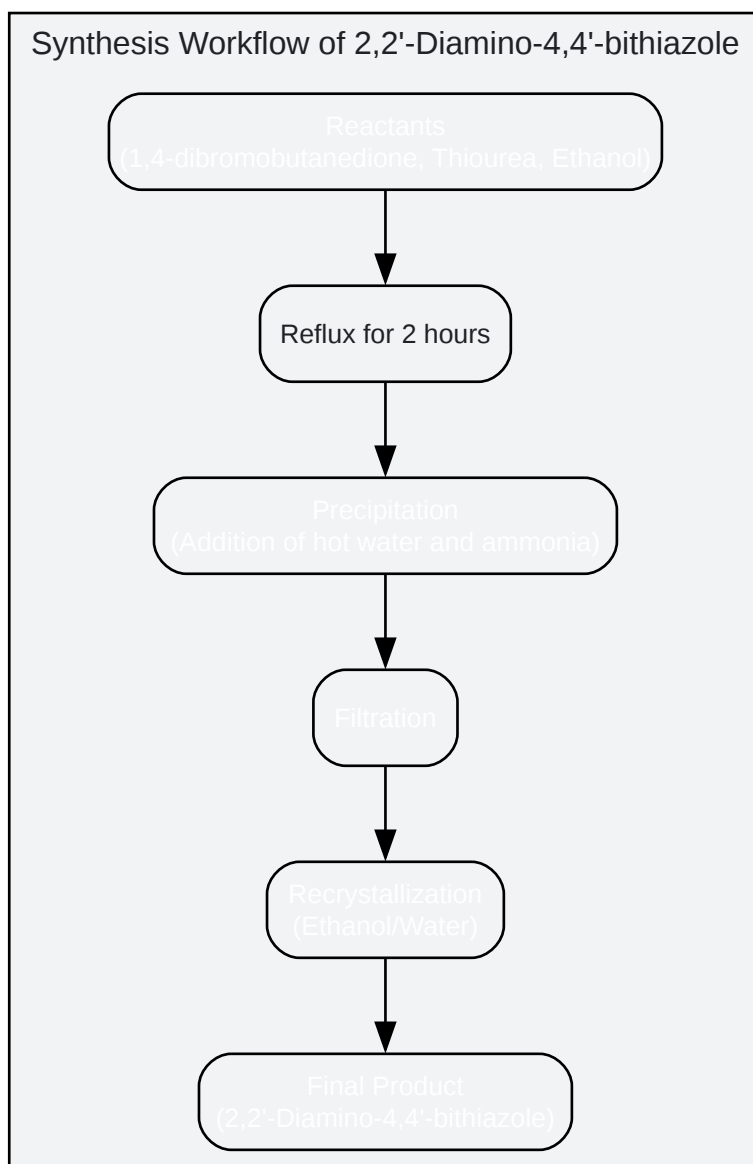 Synthesis Workflow of 2,2'-Diamino-4,4'-bithiazole
Reactants
(1,4-dibromobutanedione, Thiourea, Ethanol)
Reflux for 2 hours
Precipitation
(Addition of hot water and ammonia)
Filtration
Recrystallization
(Ethanol/Water)
Final Product
(2,2'-Diamino-4,4'-bithiazole)